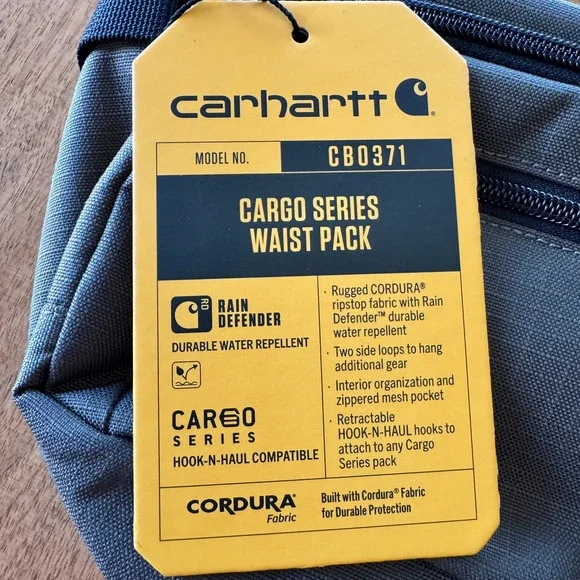 carhartt
MODEL NO. CB0371
CARGO SERIES
WAIST PACK
RD RAIN
DEFENDER
DURABLE WATER REPELLENT
CARGO
SERIES
HOOK-N-HAUL COMPATIBLE
· Rugged CORDURA®
ripstop fabric with Rain
Defender™ durable
water repellent
· Two side loops to hang
additional gear
· Interior organization and
zippered mesh pocket
· Retractable
HOOK-N-HAUL hooks to
attach to any Cargo
Series pack
CORDURA®
Fabric
Built with Cordura® Fabric
for Durable Protection